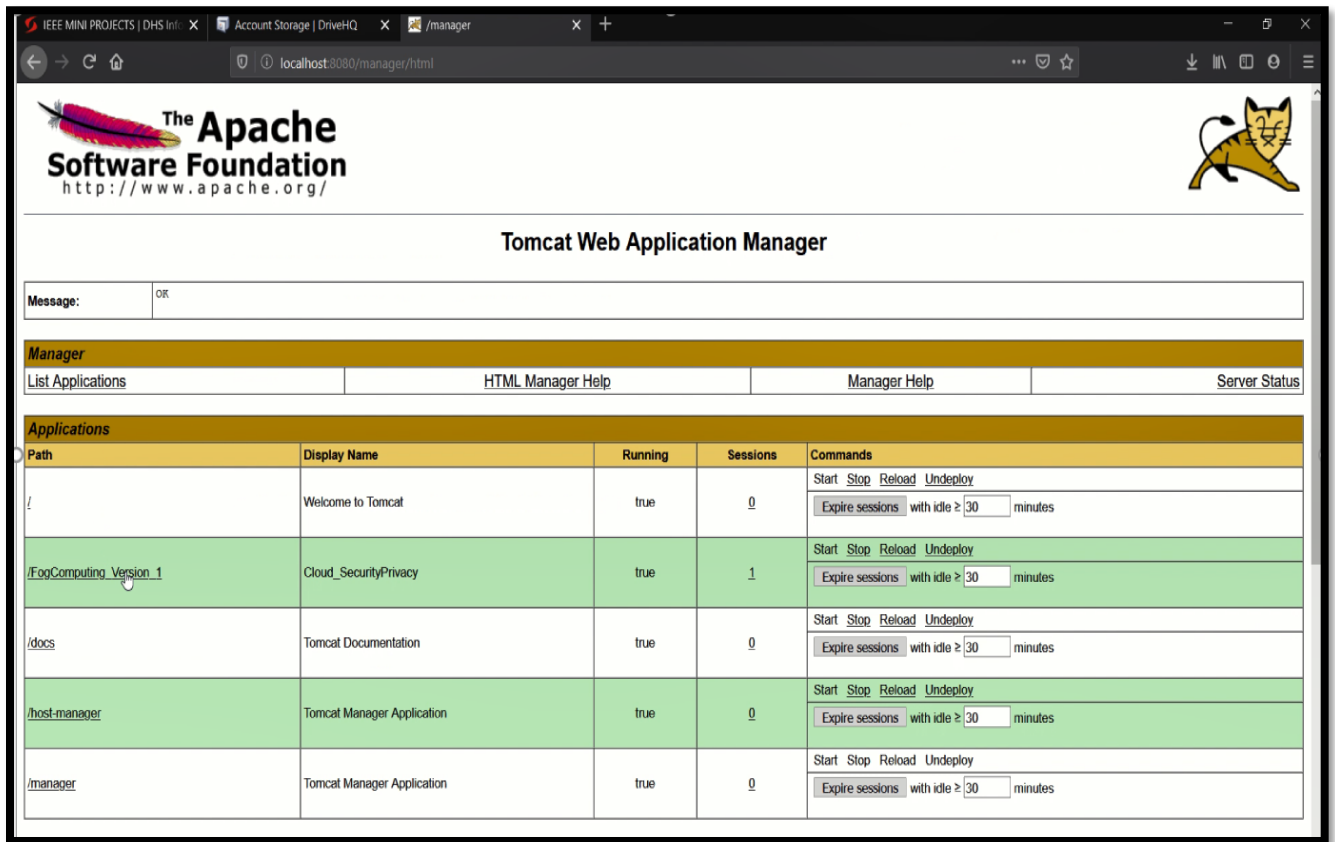 IEEE MINI PROJECTS | DHS Info
Account Storage | DriveHQ
/manager
localhost:8080/manager/html
The Apache
Software Foundation
http://www.apache.org/
Tomcat Web Application Manager
Message:
OK
Manager
List Applications
HTML Manager Help
Manager Help
Server Status
Applications
Path Display Name Running Sessions Commands
/ Welcome to Tomcat true 0
Start Stop Reload Undeploy
Expire sessions with idle ≥ 30 minutes
/FogComputing_Version_1 Cloud_SecurityPrivacy true 1
Start Stop Reload Undeploy
Expire sessions with idle ≥ 30 minutes
/docs Tomcat Documentation true 0
Start Stop Reload Undeploy
Expire sessions with idle ≥ 30 minutes
/host-manager Tomcat Manager Application true 0
Start Stop Reload Undeploy
Expire sessions with idle ≥ 30 minutes
/manager Tomcat Manager Application true 0
Start Stop Reload Undeploy
Expire sessions with idle ≥ 30 minutes